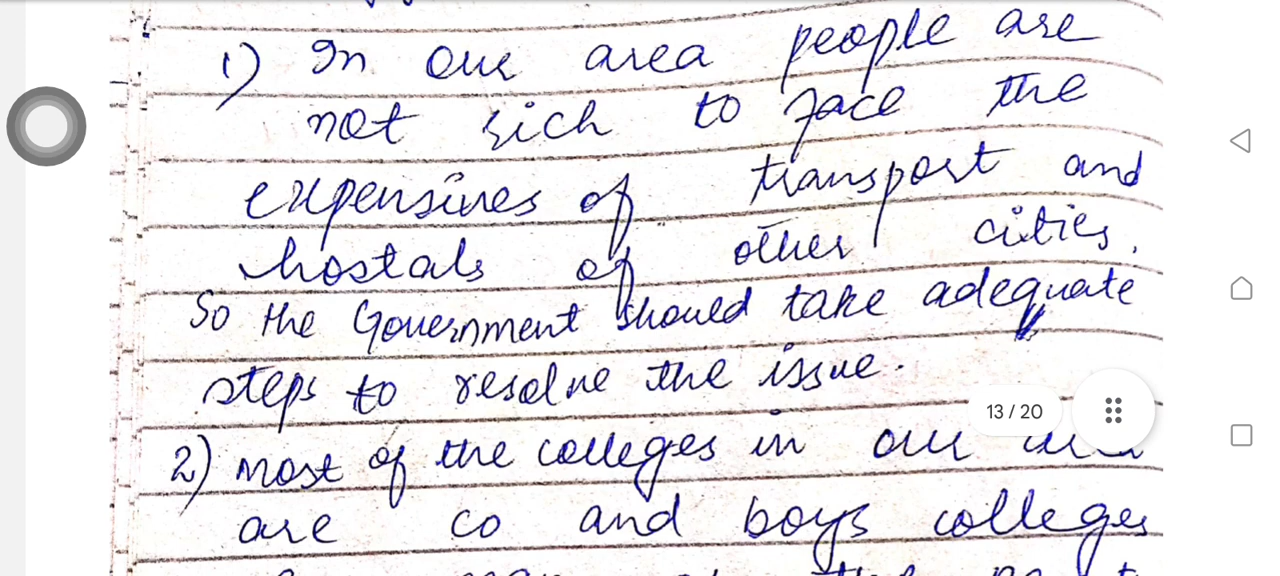 1) In our area people are
not rich to face the
expensives of transport and
hostals of other cities.
So the Government should take adequate
steps to resolve the issue.
13 / 20
2) most of the colleges in our
are co and boys colleges